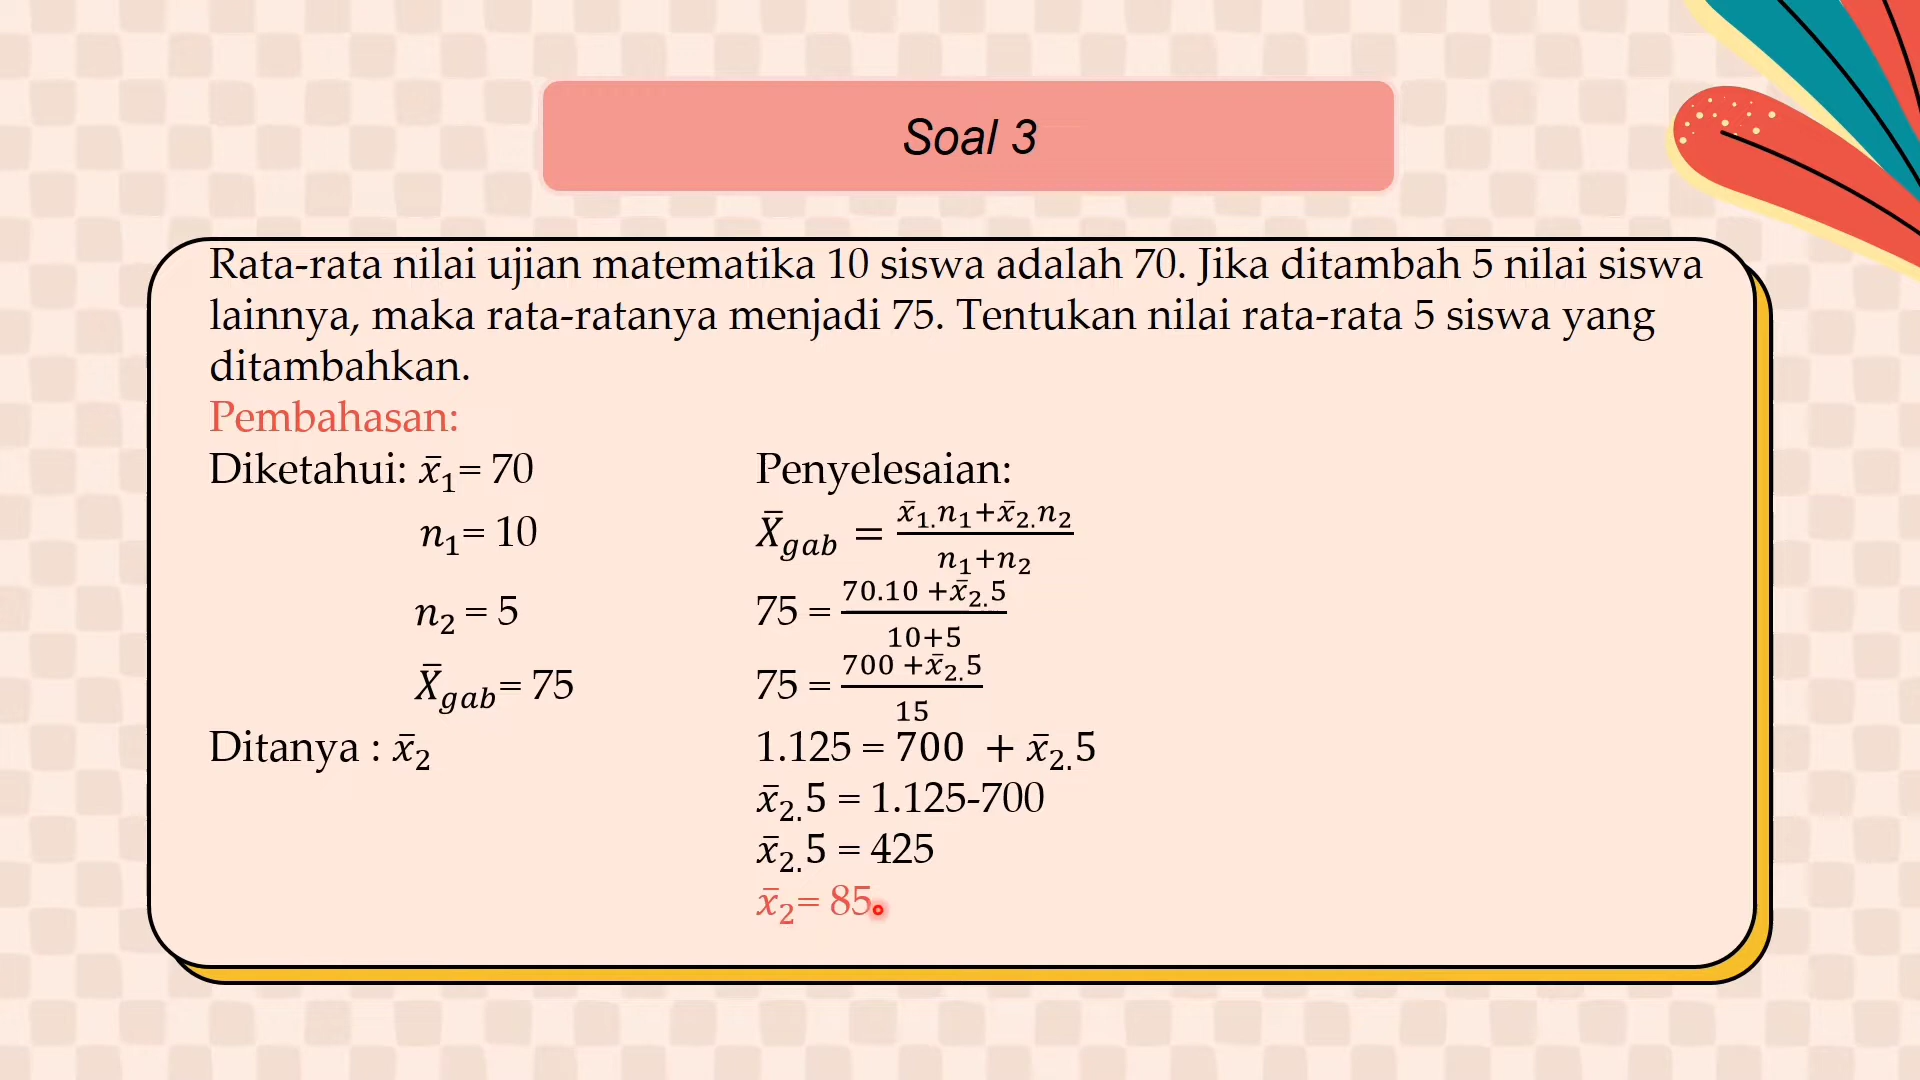 Soal 3
Rata-rata nilai ujian matematika 10 siswa adalah 70. Jika ditambah 5 nilai siswa
lainnya, maka rata-ratanya menjadi 75. Tentukan nilai rata-rata 5 siswa yang
ditambahkan.
Pembahasan:
Diketahui: x̄₁= 70
n₁= 10
n₂ = 5
X̄gab= 75
Ditanya : x̄₂
Penyelesaian:
X̄gab = (x̄₁.n₁+x̄₂.n₂)/(n₁+n₂)
75 = (70.10 +x̄₂.5)/(10+5)
75 = (700 +x̄₂.5)/15
1.125 = 700 + x̄₂.5
x̄₂.5 = 1.125-700
x̄₂.5 = 425
x̄₂= 85